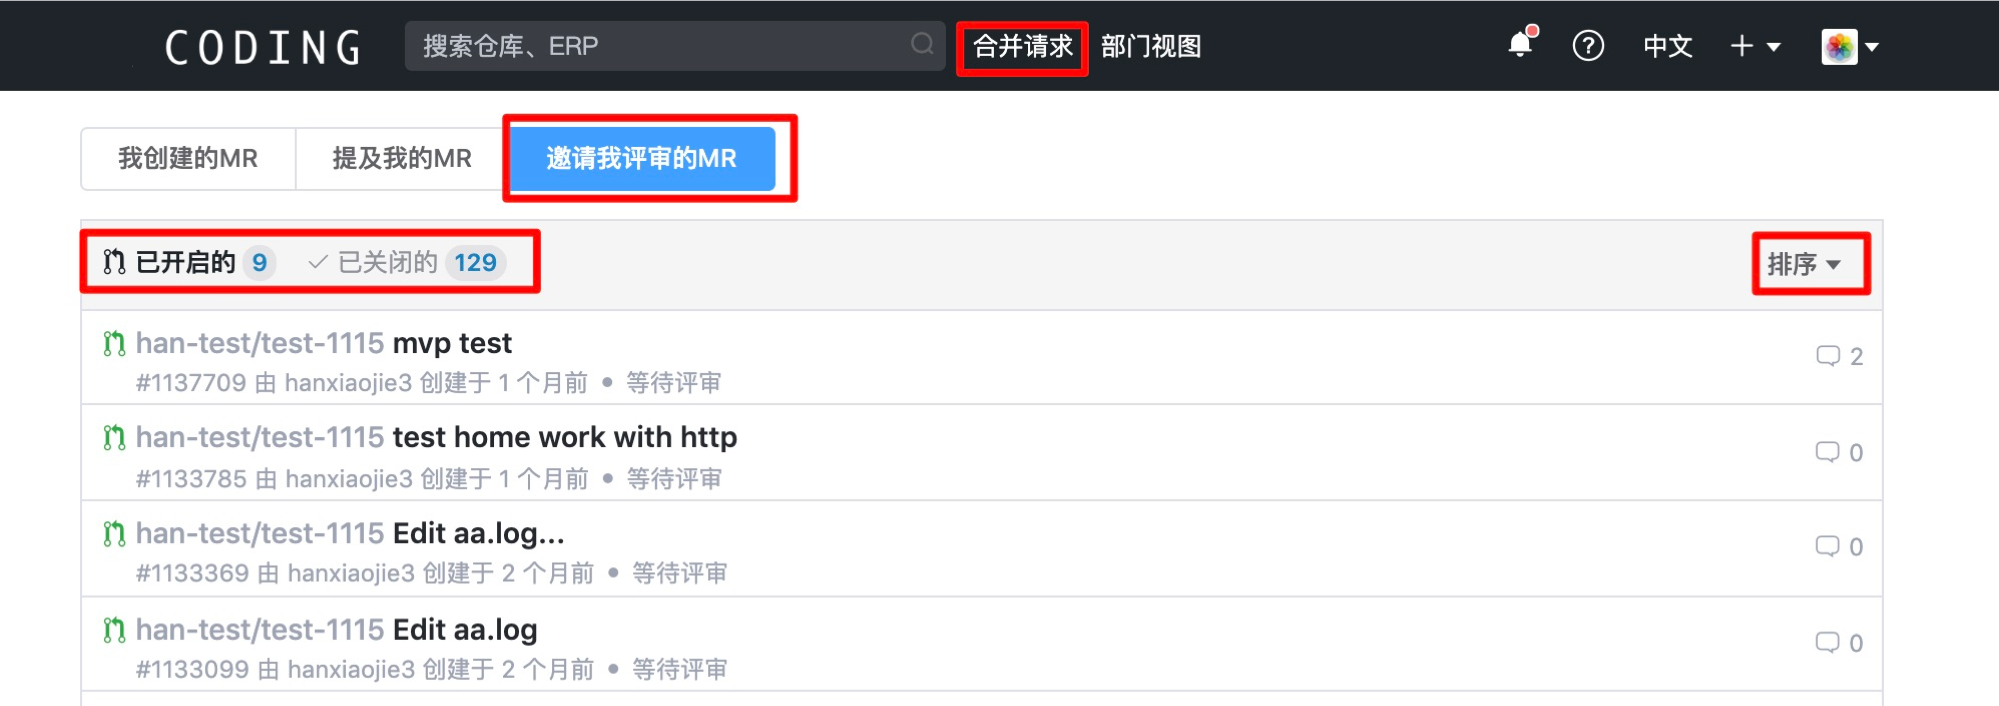 CODING 搜索仓库、ERP 合并请求 部门视图 中文
我创建的MR 提及我的MR 邀请我评审的MR
已开启的 9 已关闭的 129 排序
han-test/test-1115 mvp test
#1137709 由 hanxiaojie3 创建于 1 个月前 • 等待评审 2
han-test/test-1115 test home work with http
#1133785 由 hanxiaojie3 创建于 1 个月前 • 等待评审 0
han-test/test-1115 Edit aa.log...
#1133369 由 hanxiaojie3 创建于 2 个月前 • 等待评审 0
han-test/test-1115 Edit aa.log
#1133099 由 hanxiaojie3 创建于 2 个月前 • 等待评审 0